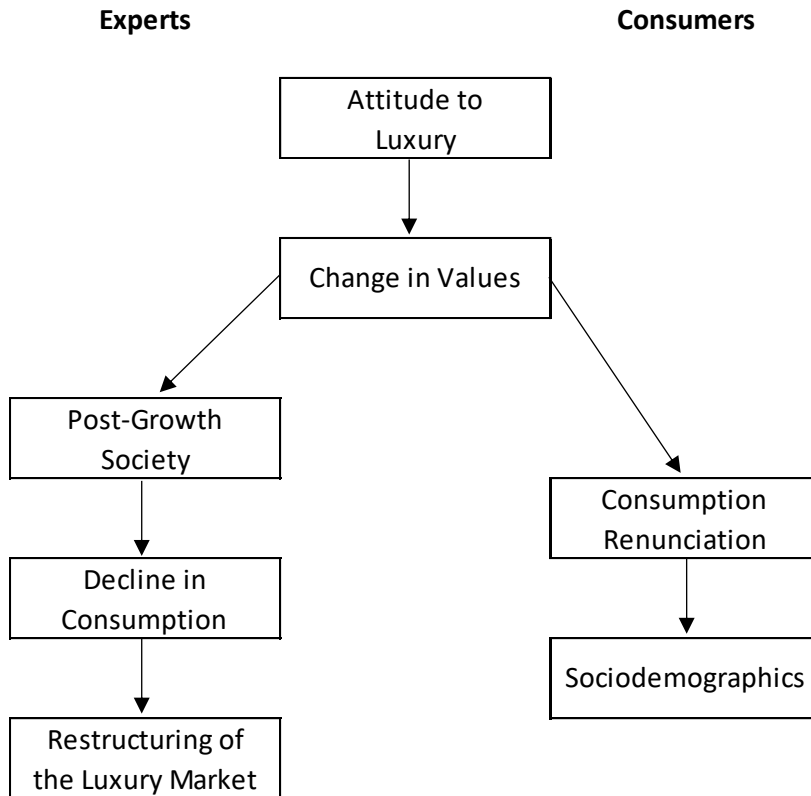 Experts
Consumers
Attitude to
Luxury
Change in Values
Post-Growth
Society
Consumption
Renunciation
Decline in
Consumption
Sociodemographics
Restructuring of
the Luxury Market